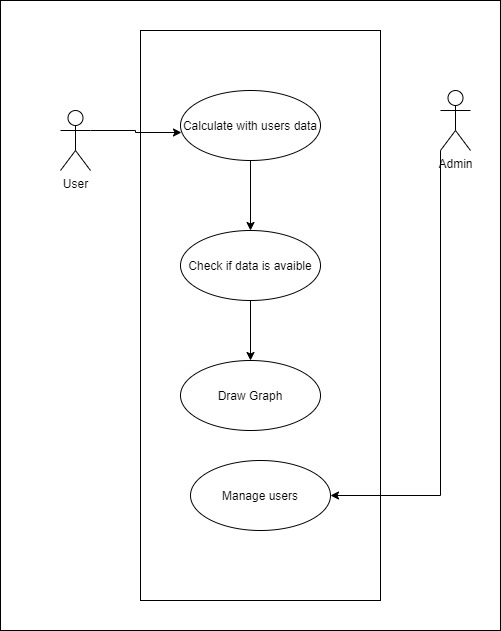 Calculate with users data
User
Admin
Check if data is avaible
Draw Graph
Manage users